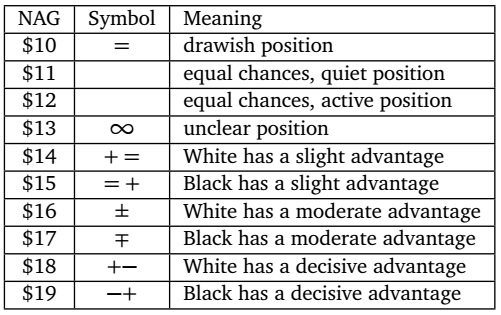 NAG Symbol Meaning
$10 = drawish position
$11 equal chances, quiet position
$12 equal chances, active position
$13 ∞ unclear position
$14 + = White has a slight advantage
$15 = + Black has a slight advantage
$16 ± White has a moderate advantage
$17 ∓ Black has a moderate advantage
$18 +− White has a decisive advantage
$19 −+ Black has a decisive advantage